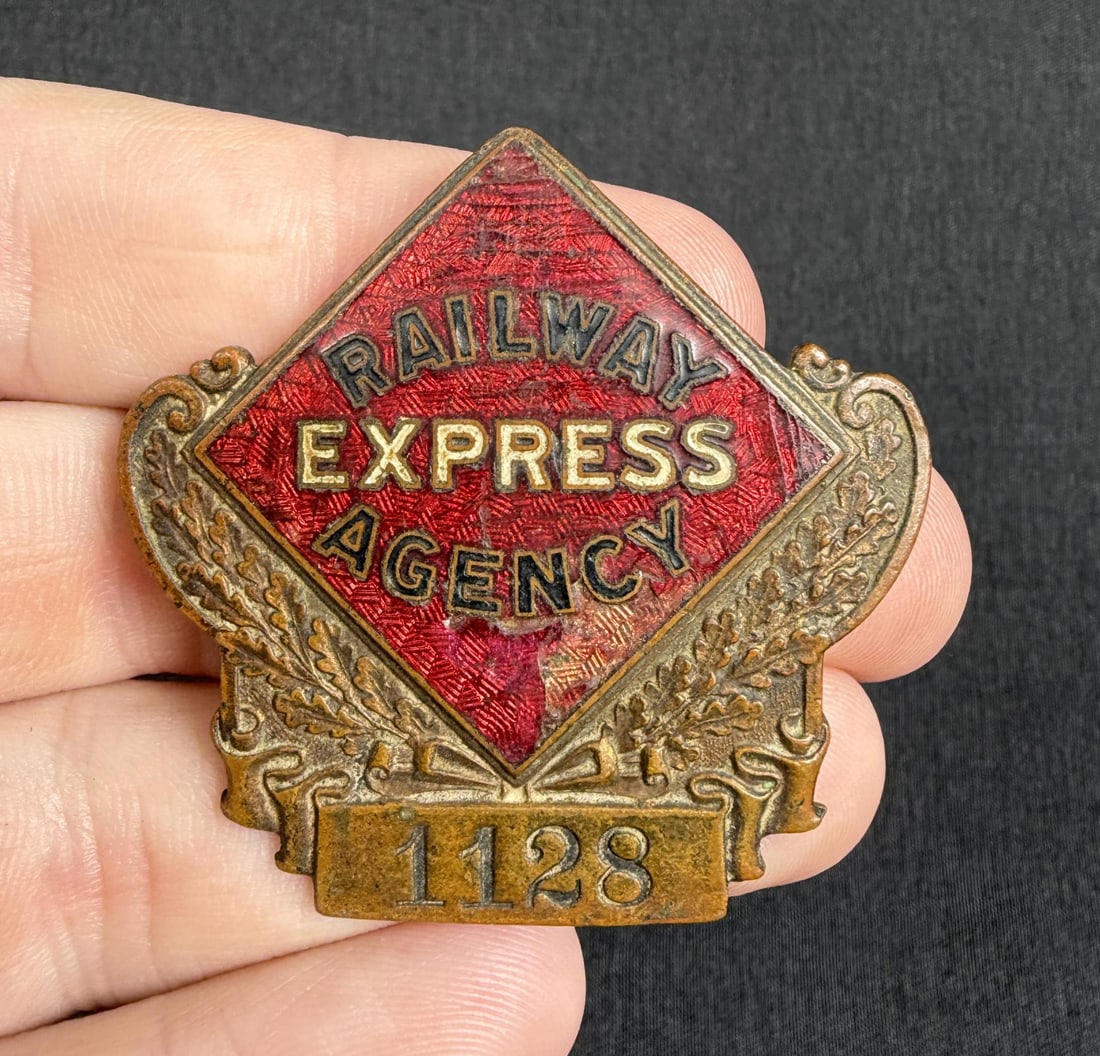 RAILWAY
EXPRESS
AGENCY
1128